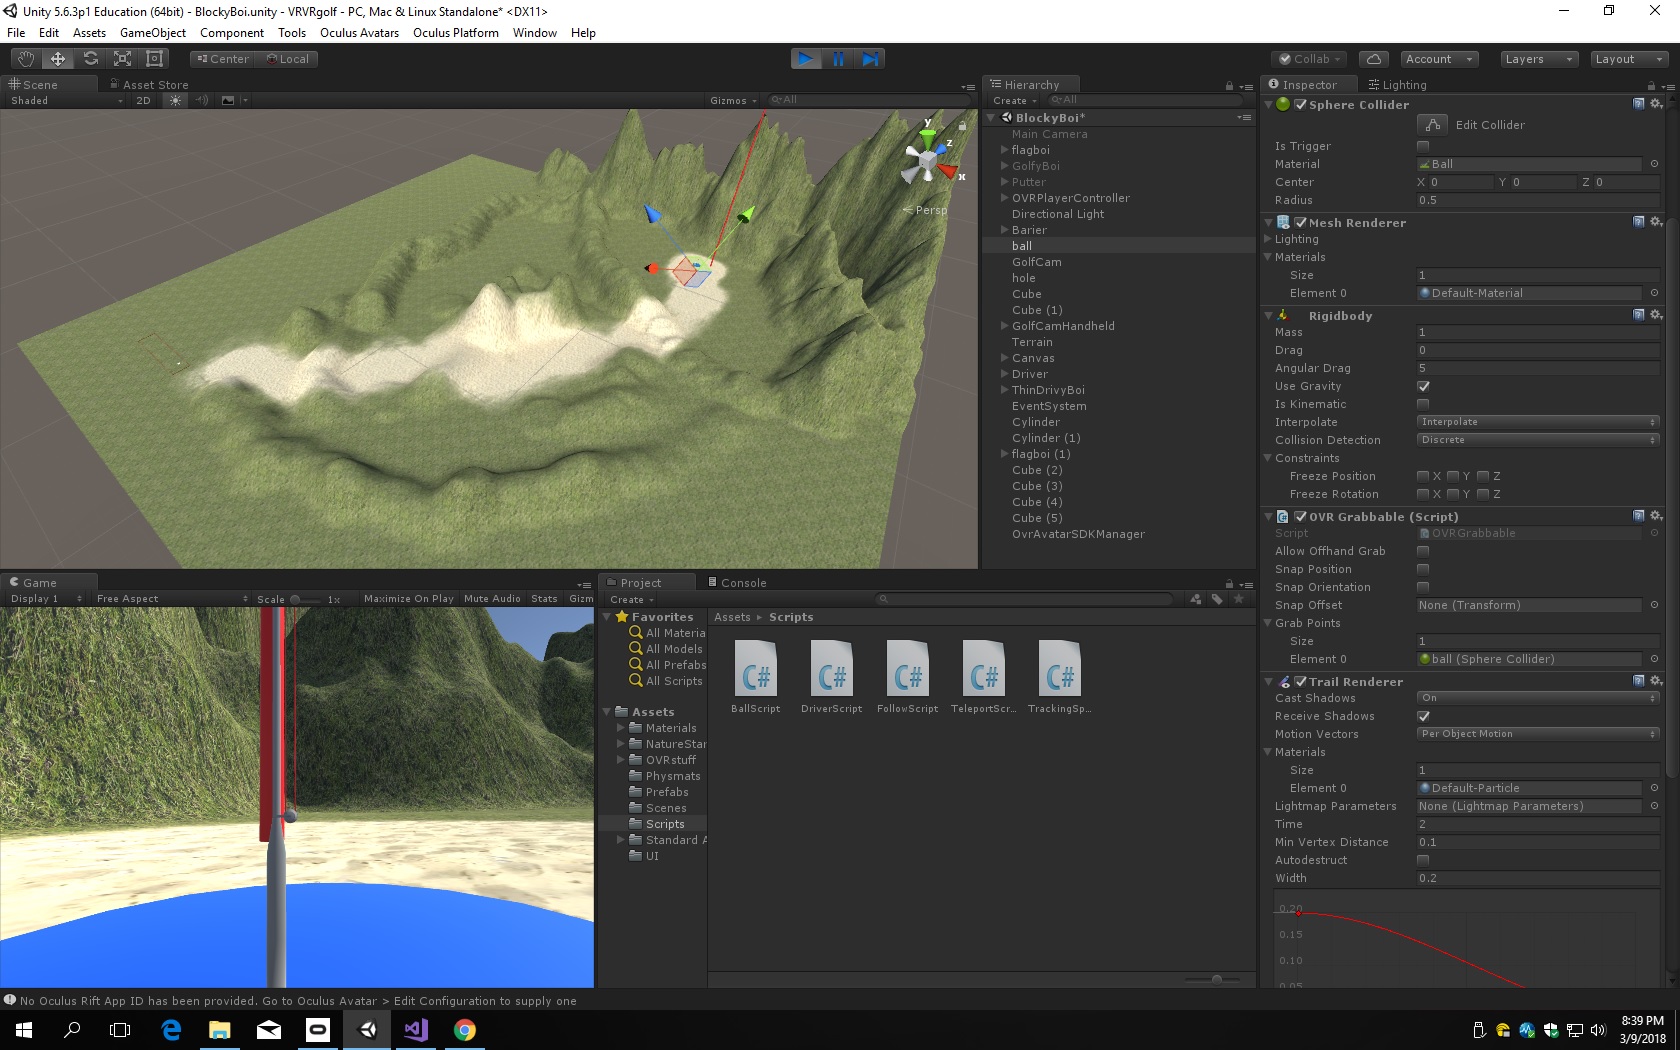 Unity 5.6.3p1 Education (64bit) - BlockyBoi.unity - VRVRgolf - PC, Mac & Linux Standalone* <DX11>
File Edit Assets GameObject Component Tools Oculus Avatars Oculus Platform Window Help
Center Local Collab Account Layers Layout
Scene Asset Store
Shaded 2D Gizmos All
y
z
x
Persp
Hierarchy
Create All
BlockyBoi*
Main Camera
flagboi
GolfyBoi
Putter
OVRPlayerController
Directional Light
Barier
ball
GolfCam
hole
Cube
Cube (1)
GolfCamHandheld
Terrain
Canvas
Driver
ThinDrivyBoi
EventSystem
Cylinder
Cylinder (1)
flagboi (1)
Cube (2)
Cube (3)
Cube (4)
Cube (5)
OvrAvatarSDKManager
Inspector Lighting
Sphere Collider
Edit Collider
Is Trigger
Material Ball
Center X 0 Y 0 Z 0
Radius 0.5
Mesh Renderer
Lighting
Materials
Size 1
Element 0 Default-Material
Rigidbody
Mass 1
Drag 0
Angular Drag 5
Use Gravity
Is Kinematic
Interpolate Interpolate
Collision Detection Discrete
Constraints
Freeze Position X Y Z
Freeze Rotation X Y Z
OVR Grabbable (Script)
Script OVRGrabbable
Allow Offhand Grab
Snap Position
Snap Orientation
Snap Offset None (Transform)
Grab Points
Size 1
Element 0 ball (Sphere Collider)
Trail Renderer
Cast Shadows On
Receive Shadows
Motion Vectors Per Object Motion
Materials
Size 1
Element 0 Default-Particle
Lightmap Parameters None (Lightmap Parameters)
Time 2
Min Vertex Distance 0.1
Autodestruct
Width 0.2
0.20
0.15
0.10
0.05
Game
Display 1 Free Aspect Scale 1x Maximize On Play Mute Audio Stats Gizm
Project Console
Create
Favorites
All Materia
All Models
All Prefabs
All Scripts
Assets
Materials
NatureStar
OVRstuff
Physmats
Prefabs
Scenes
Scripts
Standard A
UI
Assets Scripts
C# C# C# C# C#
BallScript DriverScript FollowScript TeleportScr... TrackingSp...
No Oculus Rift App ID has been provided. Go to Oculus Avatar > Edit Configuration to supply one
8:39 PM
3/9/2018